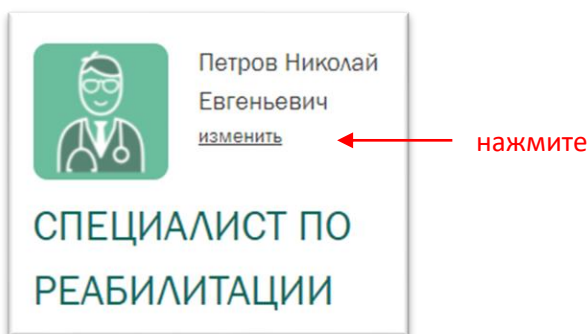 Петров Николай
Евгеньевич
изменить
нажмите
СПЕЦИАЛИСТ ПО
РЕАБИЛИТАЦИИ